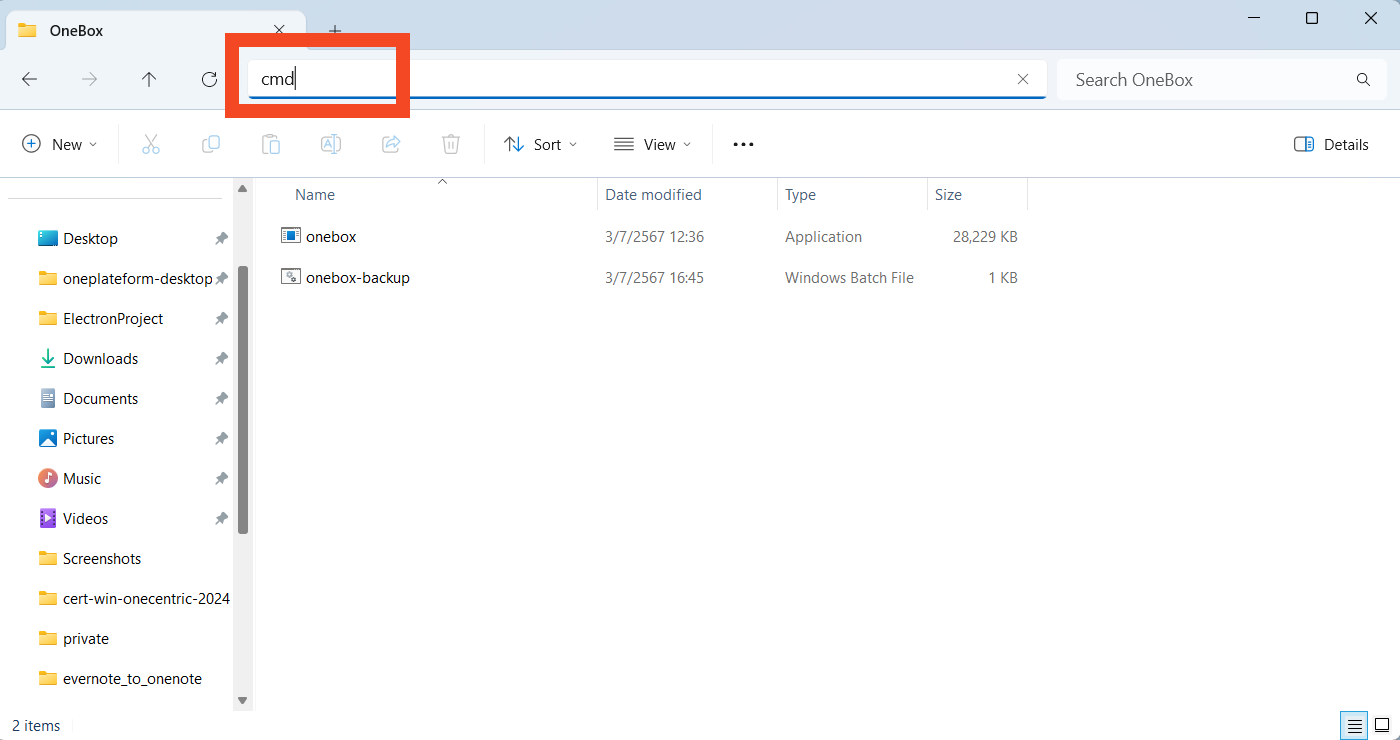 OneBox
cmd
Search OneBox
New
Sort
View
Details
Name Date modified Type Size
onebox 3/7/2567 12:36 Application 28,229 KB
onebox-backup 3/7/2567 16:45 Windows Batch File 1 KB
Desktop
oneplateform-desktop
ElectronProject
Downloads
Documents
Pictures
Music
Videos
Screenshots
cert-win-onecentric-2024
private
evernote_to_onenote
2 items